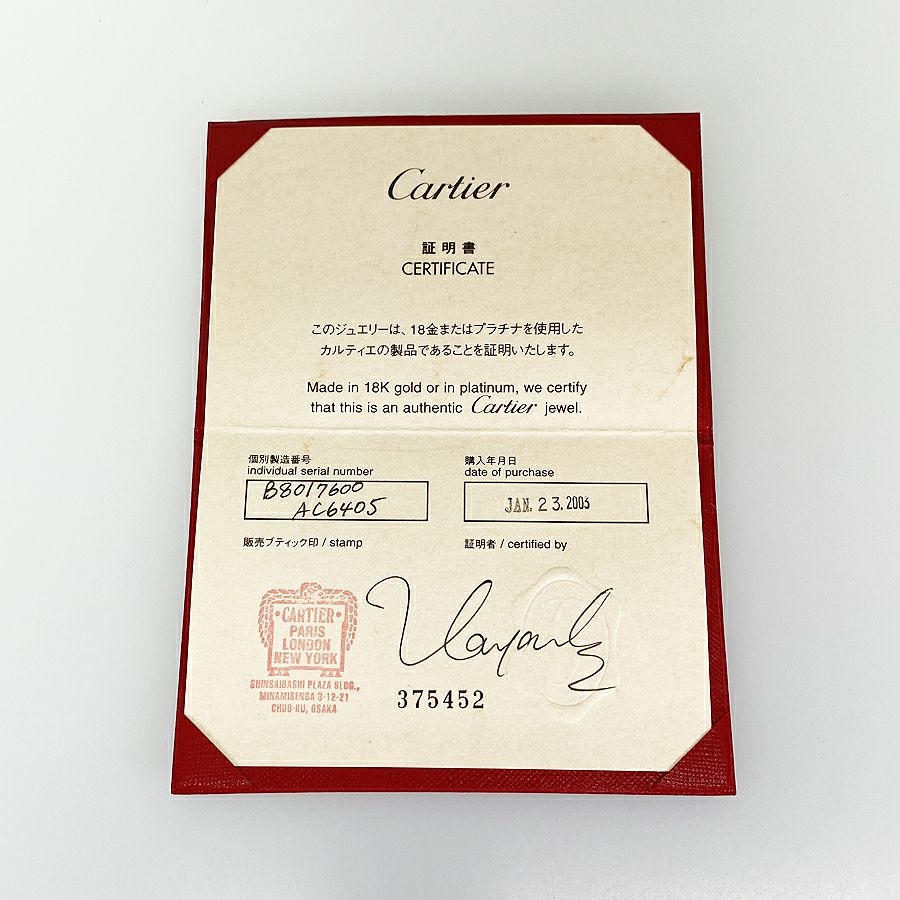 Cartier
証明書
CERTIFICATE
このジュエリーは、18金またはプラチナを使用した
カルティエの製品であることを証明いたします。
Made in 18K gold or in platinum, we certify
that this is an authentic Cartier jewel.
個別製造番号
individual serial number
B8017600
AC6405
購入年月日
date of purchase
JAN. 23. 2003
販売ブティック印 / stamp
証明者 / certified by
·CARTIER·
PARIS
LONDON
NEW YORK
SHINSAIBASHI PLAZA BLDG.,
MINAMISENBA 3-12-21
CHUO-KU, OSAKA
375452